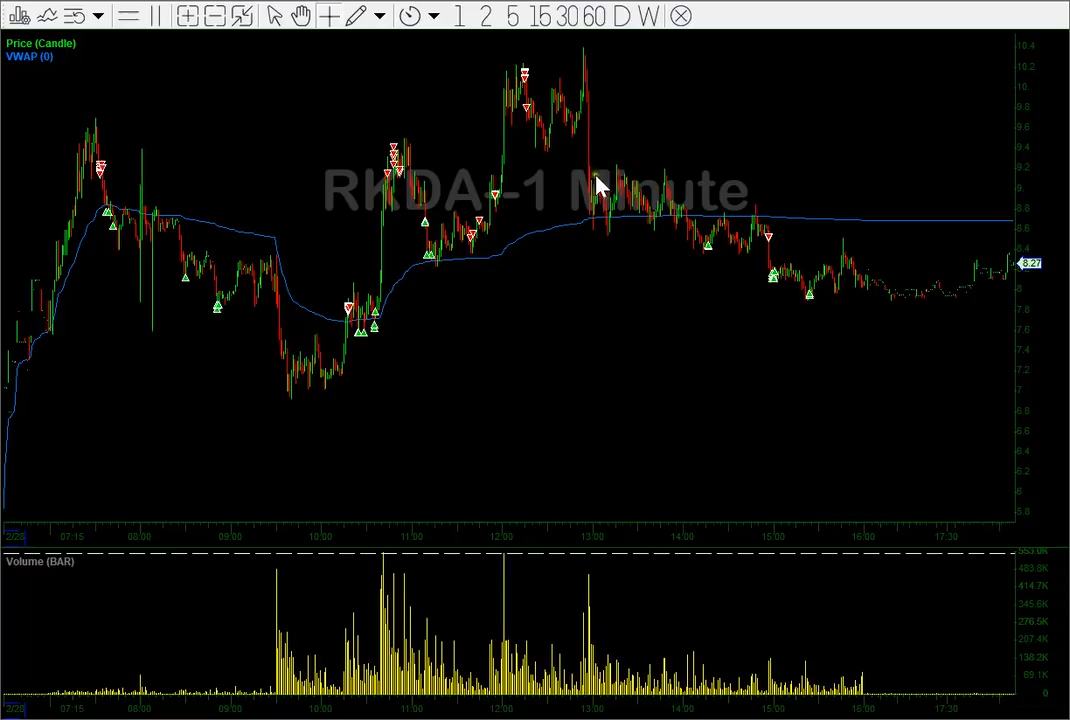 1 2 5 15 30 60 D W
Price (Candle)
VWAP (0)
RKDA--1 Minute
10.4
10.2
10.
9.8
9.6
9.4
9.2
9
8.8
8.6
8.4
8.27
8
7.8
7.6
7.4
7.2
7
6.8
6.6
6.4
6.2
6
5.8
2/28 07:15 08:00 09:00 10:00 11:00 12:00 13:00 14:00 15:00 16:00 17:30
Volume (BAR)
553.0K
483.8K
414.7K
345.6K
276.5K
207.4K
138.2K
69.1K
0
2/28 07:15 08:00 09:00 10:00 11:00 12:00 13:00 14:00 15:00 16:00 17:30